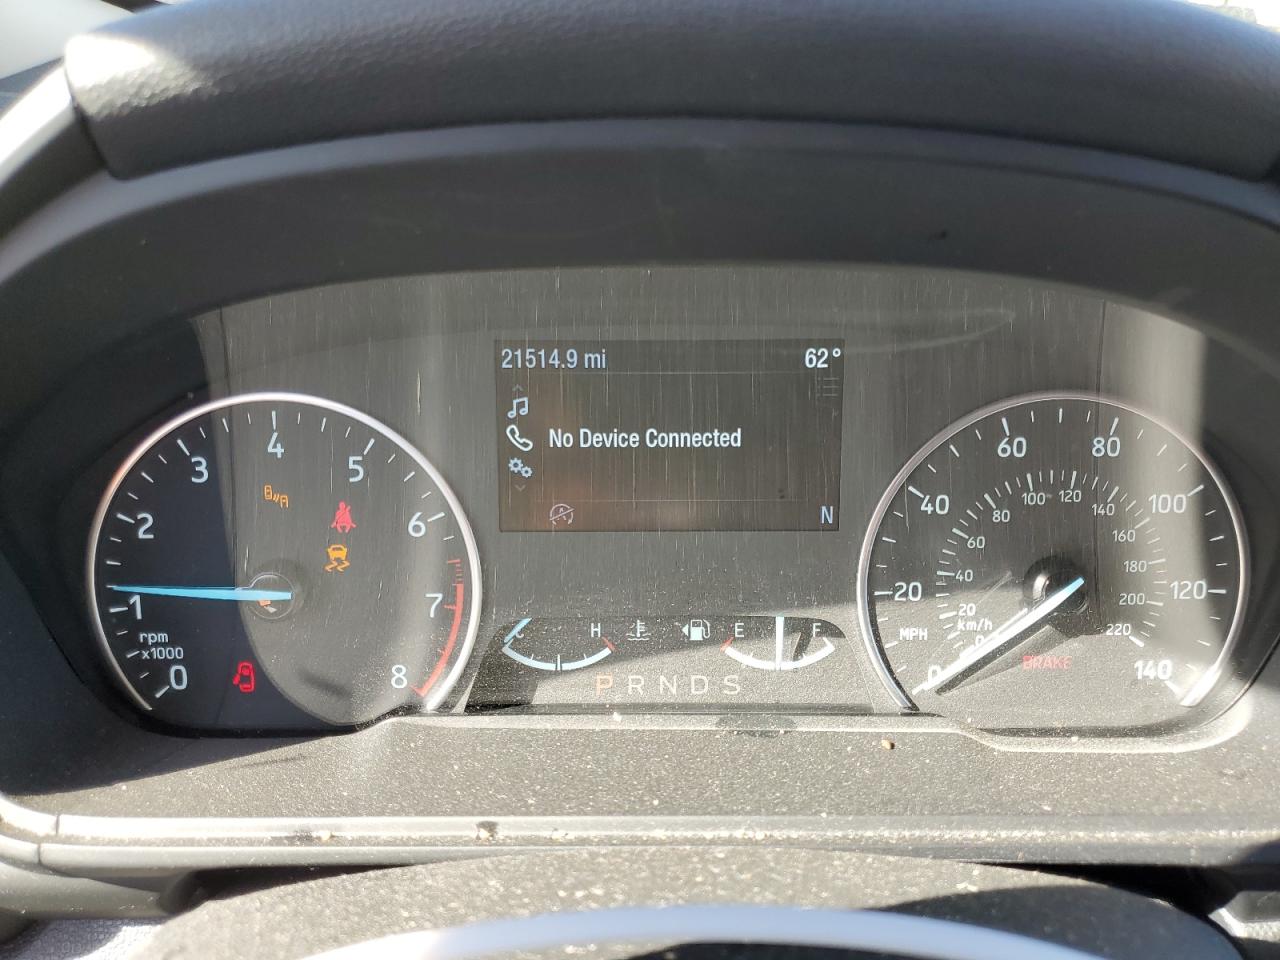 21514.9 mi 62°
No Device Connected
N
0 1 2 3 4 5 6 7 8
rpm
x1000
C H E F
P R N D S
0 20 40 60 80 100 120 140
MPH
0 20 40 60 80 100 120 140 160 180 200 220
km/h
BRAKE